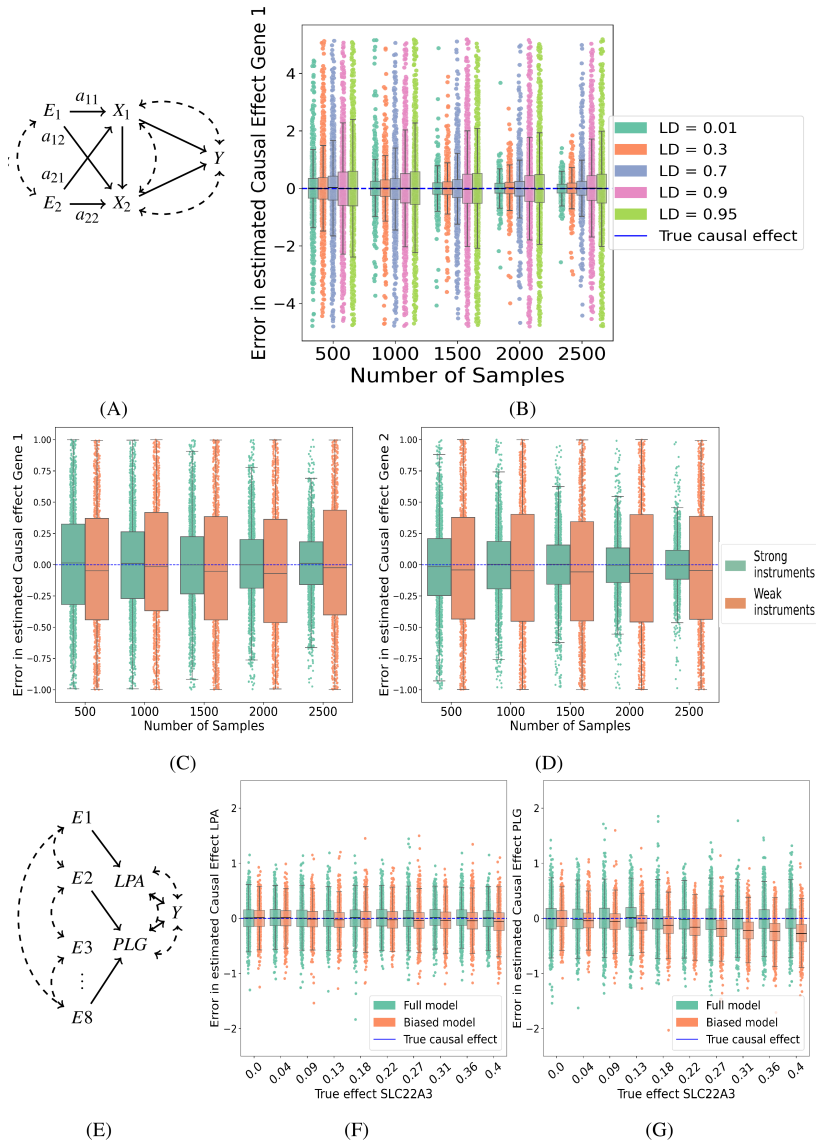 E1 a11 X1
a12
Y
a21
E2 a22 X2
(A)
Error in estimated Causal Effect Gene 1
4
2
0
−2
−4
500 1000 1500 2000 2500
Number of Samples
LD = 0.01
LD = 0.3
LD = 0.7
LD = 0.9
LD = 0.95
True causal effect
(B)
Error in estimated Causal effect Gene 1
1.00
0.75
0.50
0.25
0.00
−0.25
−0.50
−0.75
−1.00
500 1000 1500 2000 2500
Number of Samples
(C)
Error in estimated Causal effect Gene 2
1.00
0.75
0.50
0.25
0.00
−0.25
−0.50
−0.75
−1.00
500 1000 1500 2000 2500
Number of Samples
Strong
instruments
Weak
instruments
(D)
E1
E2 LPA
Y
E3 PLG
⋮
E8
(E)
Error in estimated Causal Effect LPA
2
1
0
−1
−2
Full model
Biased model
True causal effect
0.0 0.04 0.09 0.13 0.18 0.22 0.27 0.31 0.36 0.4
True effect SLC22A3
(F)
Error in estimated Causal Effect PLG
2
1
0
−1
−2
Full model
Biased model
True causal effect
0.0 0.04 0.09 0.13 0.18 0.22 0.27 0.31 0.36 0.4
True effect SLC22A3
(G)